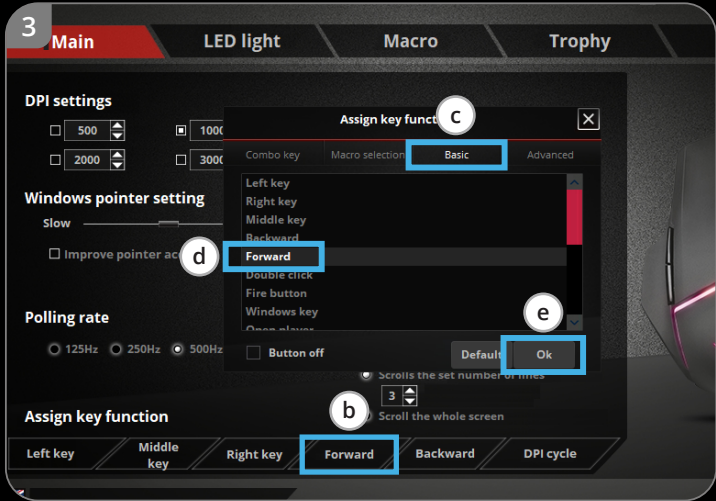 3
Main LED light Macro Trophy
DPI settings
500 1000
2000 3000
Windows pointer setting
Slow
Improve pointer acc
Polling rate
125Hz 250Hz 500Hz
c
Assign key funct
Combo key Macro selection Basic Advanced
Left key
Right key
Middle key
Backward
d
Forward
Double click
Fire button
Windows key
Open player
e
Button off Default Ok
Scrolls the set number of lines
3
b
Scroll the whole screen
Assign key function
Left key Middle key Right key Forward Backward DPI cycle